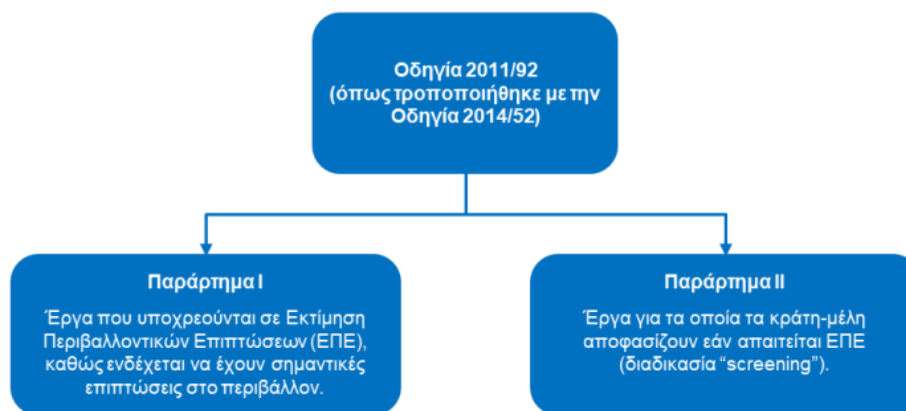 Οδηγία 2011/92
(όπως τροποποιήθηκε με την
Οδηγία 2014/52)
Παράρτημα Ι
Έργα που υποχρεούνται σε Εκτίμηση
Περιβαλλοντικών Επιπτώσεων (ΕΠΕ),
καθώς ενδέχεται να έχουν σημαντικές
επιπτώσεις στο περιβάλλον.
Παράρτημα ΙΙ
Έργα για τα οποία τα κράτη-μέλη
αποφασίζουν εάν απαιτείται ΕΠΕ
(διαδικασία “screening”).